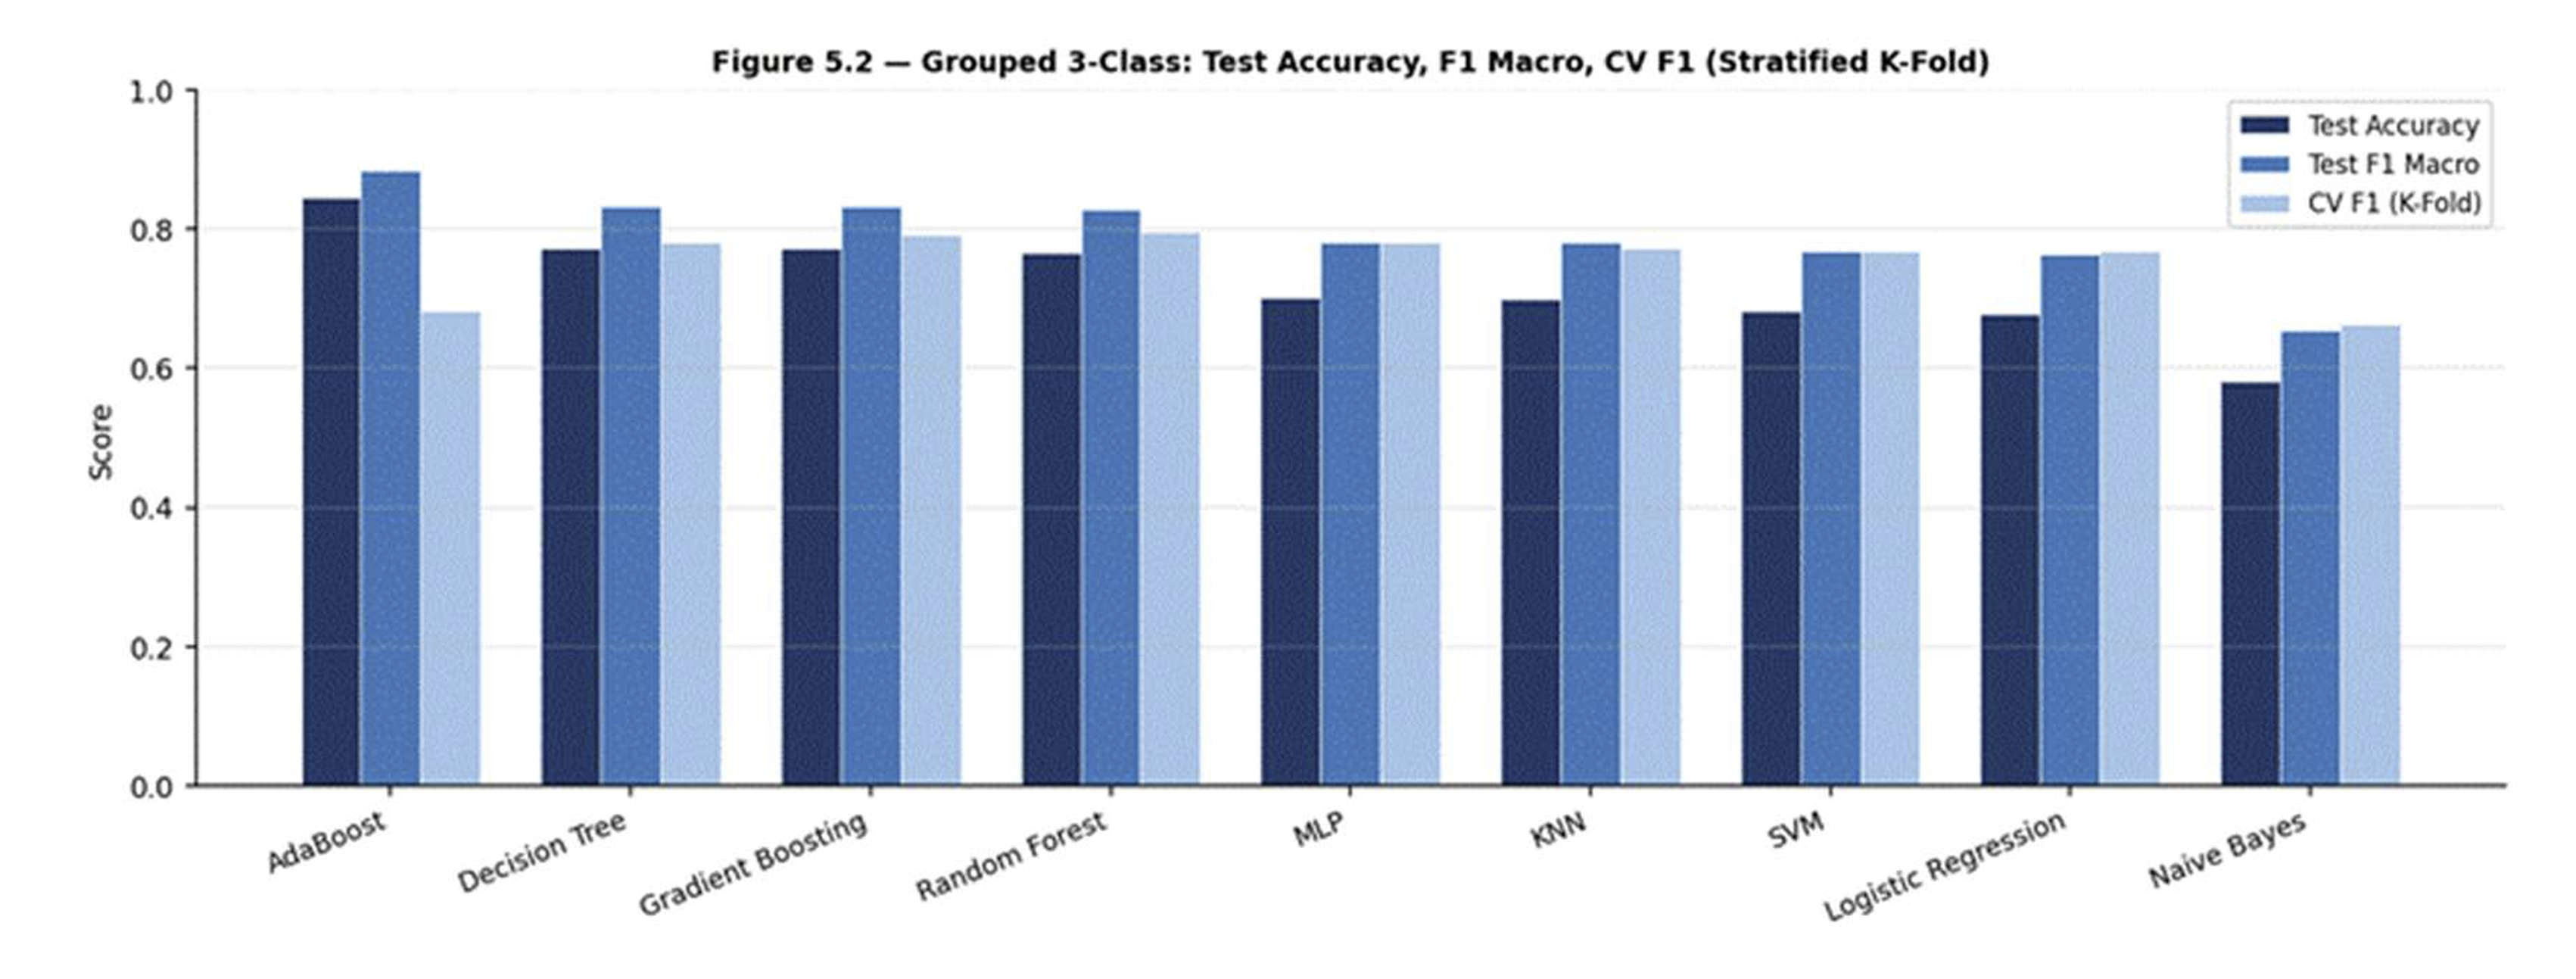 Figure 5.2 — Grouped 3-Class: Test Accuracy, F1 Macro, CV F1 (Stratified K-Fold)
Test Accuracy
Test F1 Macro
CV F1 (K-Fold)
Score
1.0
0.8
0.6
0.4
0.2
0.0
AdaBoost
Decision Tree
Gradient Boosting
Random Forest
MLP
KNN
SVM
Logistic Regression
Naive Bayes